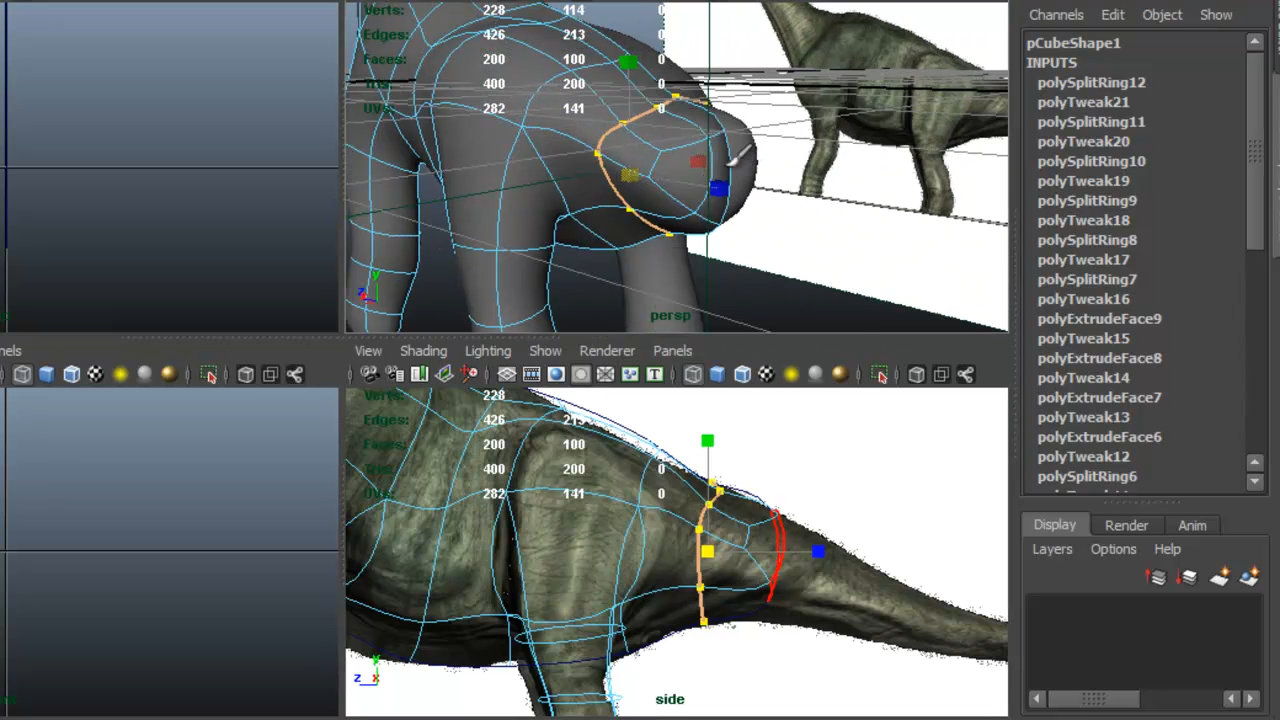 Verts: 228 114 0
Edges: 426 213 0
Faces: 200 100 0
Tris: 400 200 0
UVs: 282 141 0
y
z
persp
nels
View Shading Lighting Show Renderer Panels
Verts: 228
Edges: 426 213
Faces: 200 100 0
Tris: 400 200 0
UVs: 282 141 0
y
z x
side
Channels Edit Object Show
pCubeShape1
INPUTS
polySplitRing12
polyTweak21
polySplitRing11
polyTweak20
polySplitRing10
polyTweak19
polySplitRing9
polyTweak18
polySplitRing8
polyTweak17
polySplitRing7
polyTweak16
polyExtrudeFace9
polyTweak15
polyExtrudeFace8
polyTweak14
polyExtrudeFace7
polyTweak13
polyExtrudeFace6
polyTweak12
polySplitRing6
Display Render Anim
Layers Options Help